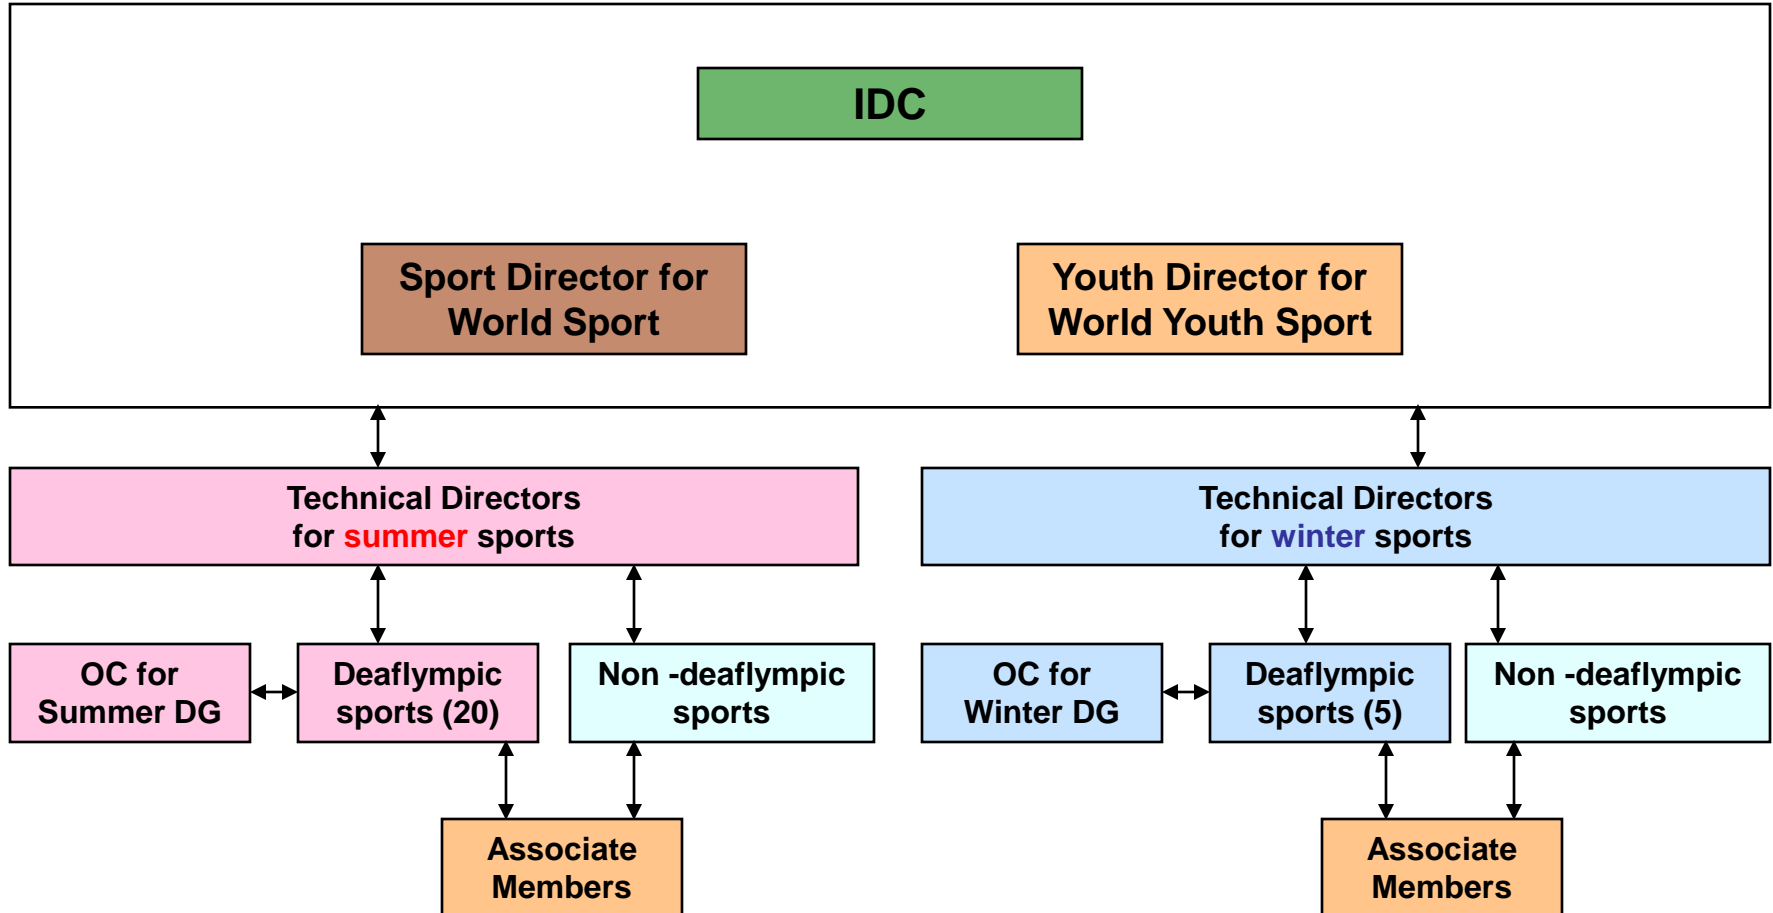 IDC
Sport Director for
World Sport
Youth Director for
World Youth Sport
Technical Directors
for summer sports
Technical Directors
for winter sports
OC for
Summer DG
Deaflympic
sports (20)
Non -deaflympic
sports
OC for
Winter DG
Deaflympic
sports (5)
Non -deaflympic
sports
Associate
Members
Associate
Members